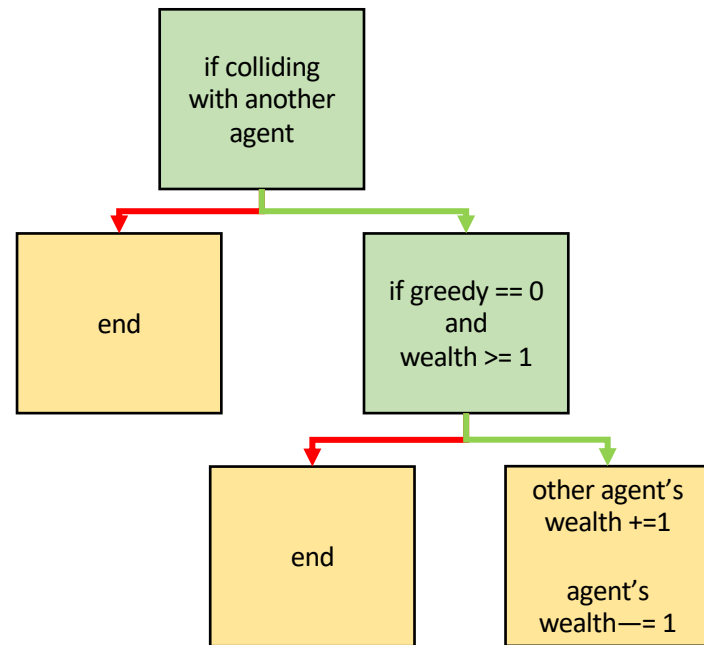 if colliding
with another
agent
end
if greedy == 0
and
wealth >= 1
end
other agent’s
wealth +=1
agent’s
wealth—= 1